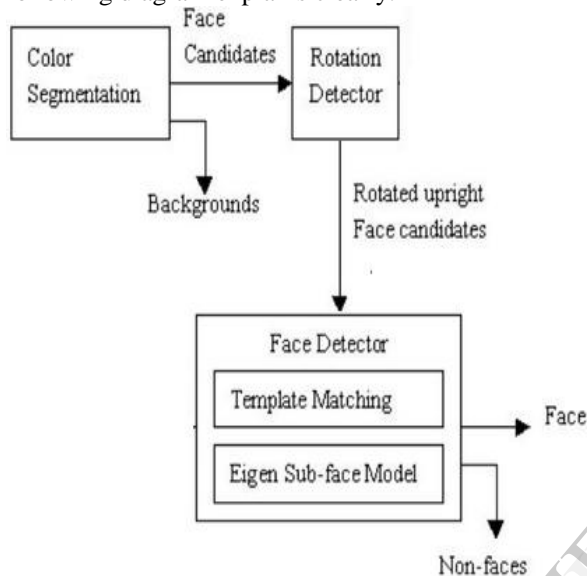 Face
Candidates
Color
Segmentation
Rotation
Detector
Backgrounds
Rotated upright
Face candidates
Face Detector
Template Matching
Eigen Sub-face Model
Face
Non-faces